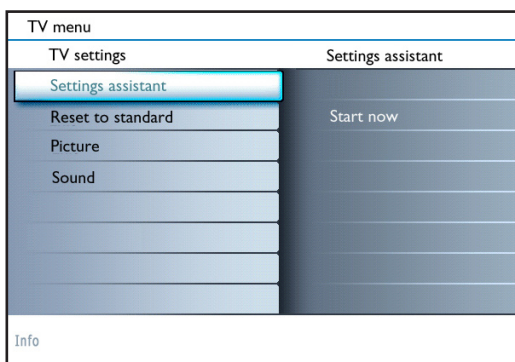 TV menu
TV settings
Settings assistant
Settings assistant
Reset to standard
Start now
Picture
Sound
Info